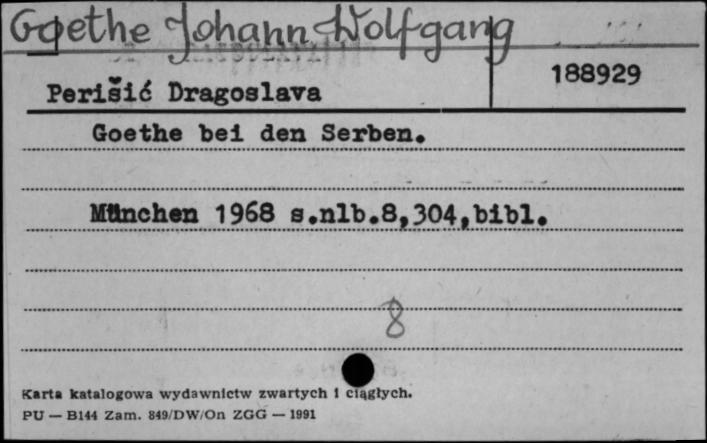 Goethe Johann Wolfgang
188929
Perišić Dragoslava
Goethe bei den Serben.
München 1968 s.nlb.8,304,bibl.
8
Karta katalogowa wydawnictw zwartych i ciągłych.
PU — B144 Zam. 849/DW/On ZGG — 1991